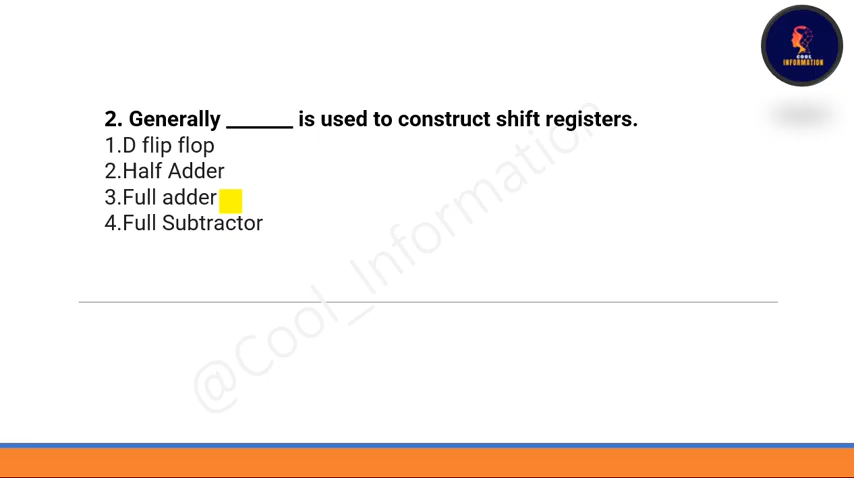 COOL
INFORMATION
2. Generally ______ is used to construct shift registers.
1.D flip flop
2.Half Adder
3.Full adder
4.Full Subtractor
@Cool_Information